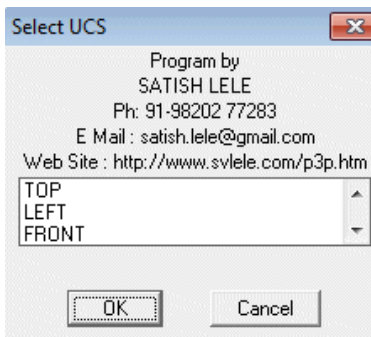 Select UCS
Program by
SATISH LELE
Ph: 91-98202 77283
E Mail : satish.lele@gmail.com
Web Site : http://www.svlele.com/p3p.htm
TOP
LEFT
FRONT
OK Cancel